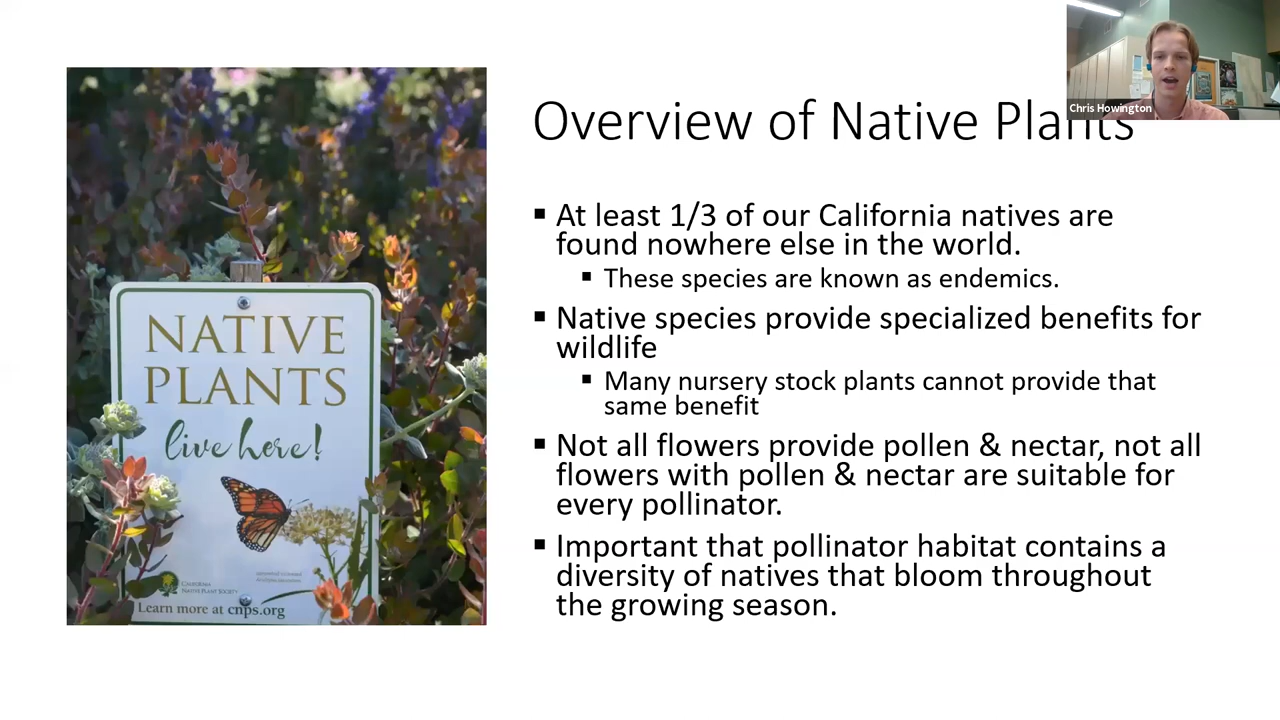 Chris Howington
Overview of Native Plants
▪ At least 1/3 of our California natives are
found nowhere else in the world.
▪ These species are known as endemics.
▪ Native species provide specialized benefits for
wildlife
▪ Many nursery stock plants cannot provide that
same benefit
▪ Not all flowers provide pollen & nectar, not all
flowers with pollen & nectar are suitable for
every pollinator.
▪ Important that pollinator habitat contains a
diversity of natives that bloom throughout
the growing season.
NATIVE
PLANTS
live here!
CALIFORNIA
NATIVE PLANT SOCIETY
Learn more at cnps.org